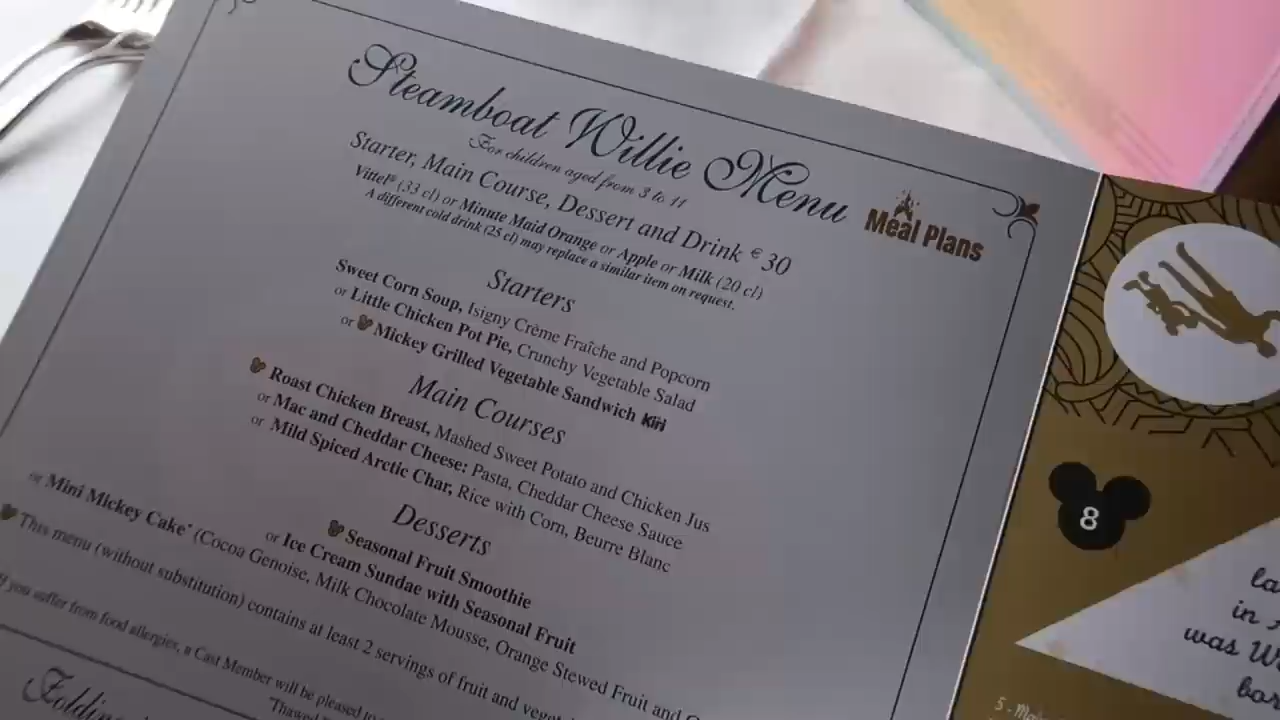 Steamboat Willie Menu
For children aged from 3 to 11
Starter, Main Course, Dessert and Drink € 30
Meal Plans
Vittel® (33 cl) or Minute Maid Orange or Apple or Milk (20 cl)
A different cold drink (25 cl) may replace a similar item on request.
Starters
Sweet Corn Soup, Isigny Crème Fraîche and Popcorn
or Little Chicken Pot Pie, Crunchy Vegetable Salad
or Mickey Grilled Vegetable Sandwich Kiri
Main Courses
Roast Chicken Breast, Mashed Sweet Potato and Chicken Jus
or Mac and Cheddar Cheese: Pasta, Cheddar Cheese Sauce
or Mild Spiced Arctic Char, Rice with Corn, Beurre Blanc
Desserts
Seasonal Fruit Smoothie
or Ice Cream Sundae with Seasonal Fruit
or Mini Mickey Cake* (Cocoa Genoise, Milk Chocolate Mousse, Orange Stewed Fruit and
This menu (without substitution) contains at least 2 servings of fruit and
If you suffer from food allergies, a Cast Member will be pleased to
Thawed
8
la
in
was W
bor
5 -